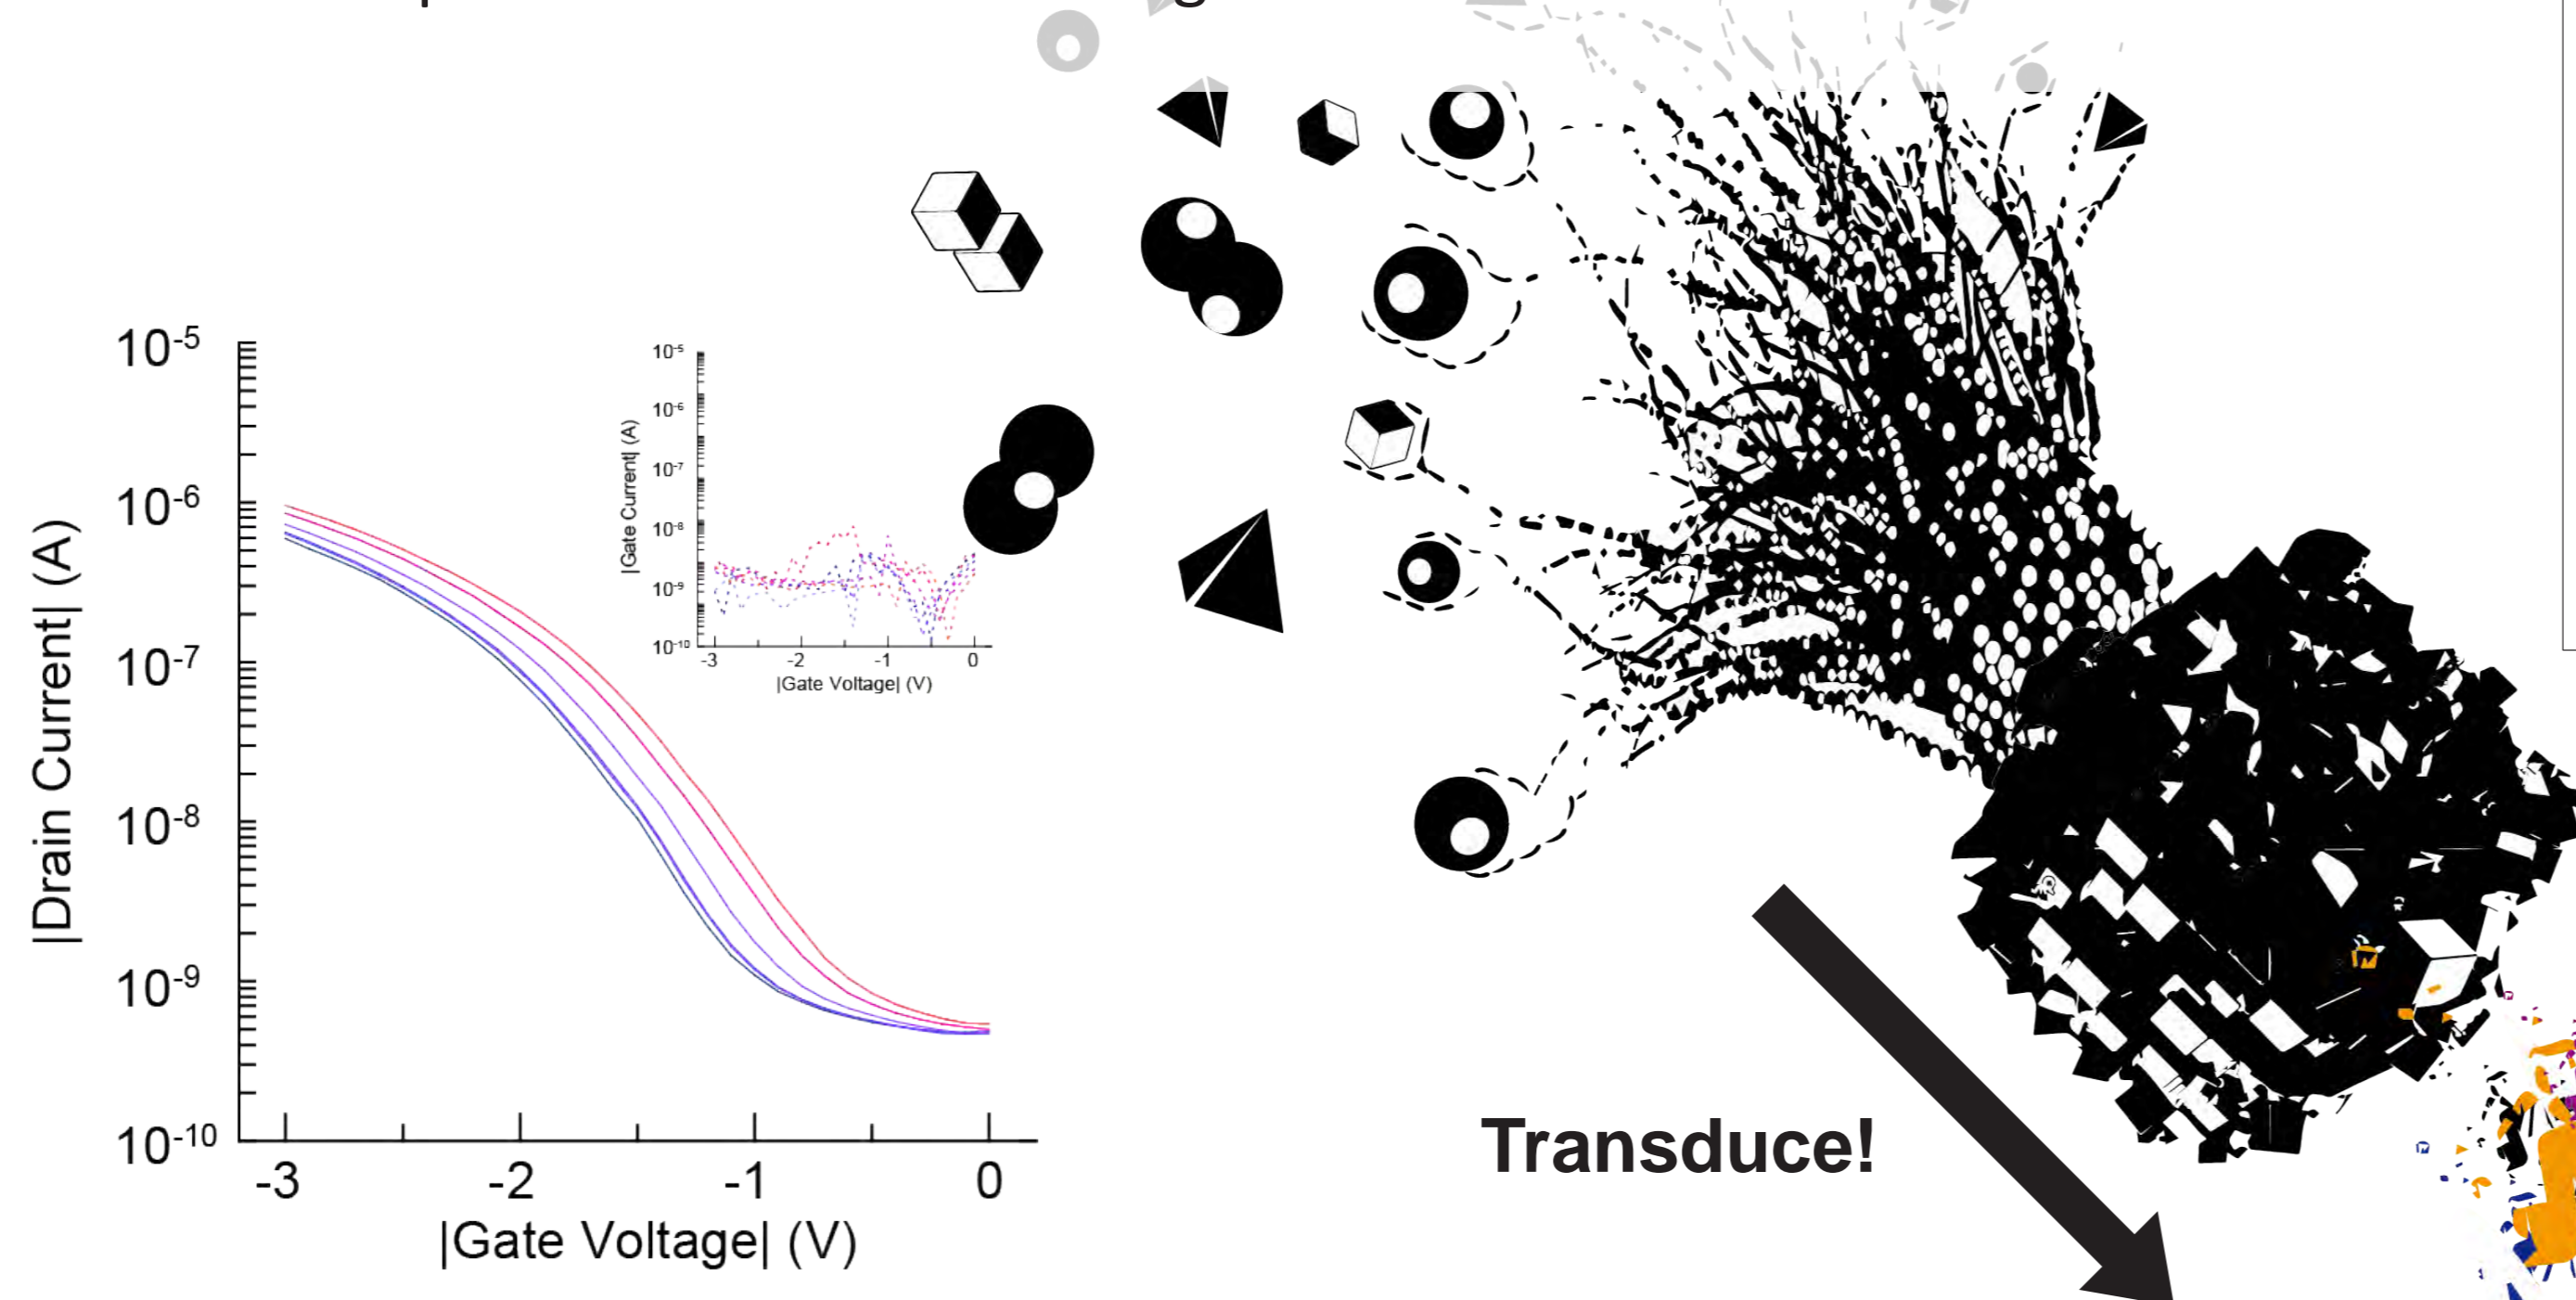 10-5
10-6
10-7
10-8
10-9
10-10
|Drain Current| (A)
-3 -2 -1 0
|Gate Voltage| (V)
10-5
10-6
10-7
10-8
10-9
10-10
|Gate Current| (A)
-3 -2 -1 0
|Gate Voltage| (V)
Transduce!